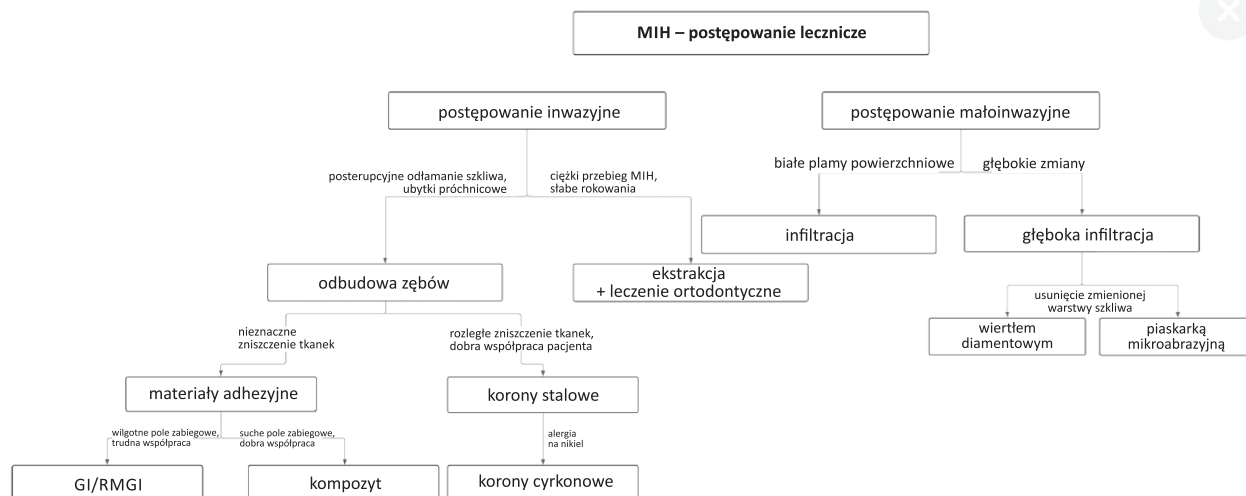 MIH – postępowanie lecznicze
postępowanie inwazyjne
postępowanie małoinwazyjne
białe plamy powierzchniowe
głębokie zmiany
posterupcyjne odłamanie szkliwa,
ubytki próchnicowe
ciężki przebieg MIH,
słabe rokowania
infiltracja
głęboka infiltracja
odbudowa zębów
ekstrakcja
+ leczenie ortodontyczne
usunięcie zmienionej
warstwy szkliwa
wiertłem
diamentowym
piaskarką
mikroabrazyjną
nieznaczne
zniszczenie tkanek
rozległe zniszczenie tkanek,
dobra współpraca pacjenta
materiały adhezyjne
korony stalowe
wilgotne pole zabiegowe,
trudna współpraca
suche pole zabiegowe,
dobra współpraca
alergia
na nikiel
GI/RMGI
kompozyt
korony cyrkonowe